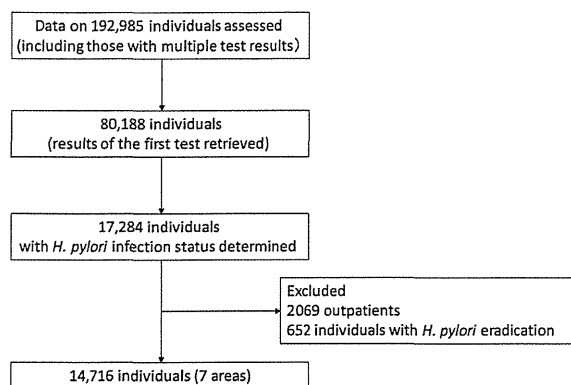 Data on 192,985 individuals assessed
(including those with multiple test results)
80,188 individuals
(results of the first test retrieved)
17,284 individuals
with H. pylori infection status determined
Excluded
2069 outpatients
652 individuals with H. pylori eradication
14,716 individuals (7 areas)